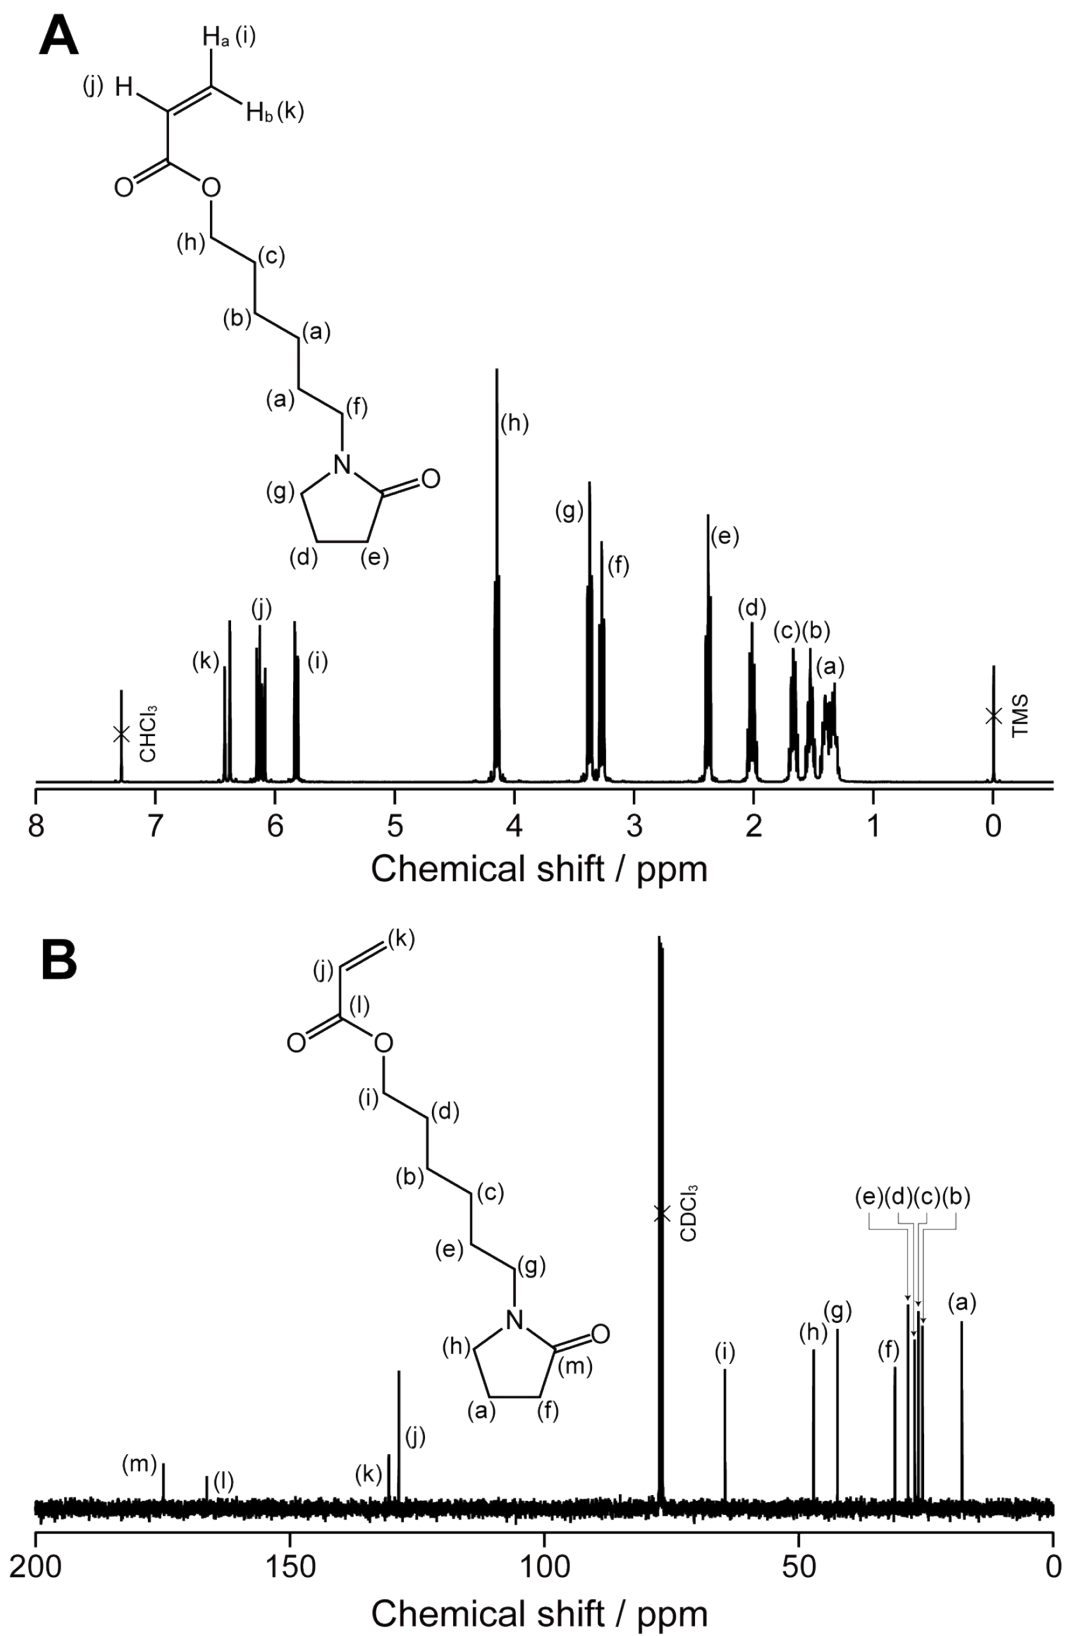 A
Hₐ (i)
(j) H
H_b (k)
O
O
(h)
(c)
(b)
(a)
(a)
(f)
N
O
(g)
(d)
(e)
(h)
(g)
(f)
(e)
(j)
(d)
(k)
(i)
(c)(b)
(a)
CHCl₃
TMS
8 7 6 5 4 3 2 1 0
Chemical shift / ppm
B
(k)
(j)
(l)
O
O
(i)
(d)
(b)
(c)
(e)
(g)
N
O
(h)
(m)
(a)
(f)
CDCl₃
(e)(d)(c)(b)
(a)
(g)
(h)
(f)
(i)
(j)
(m)
(k)
(l)
200 150 100 50 0
Chemical shift / ppm